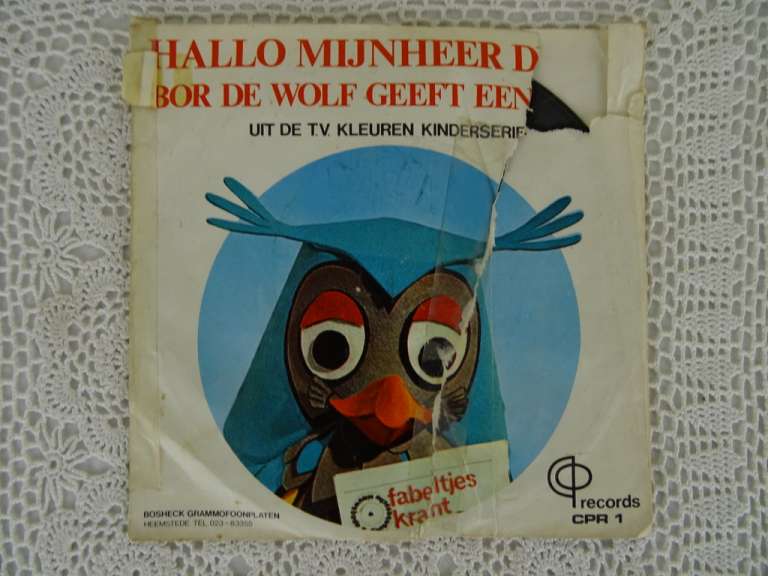 HALLO MIJNHEER D
BOR DE WOLF GEEFT EEN
UIT DE T.V. KLEUREN KINDERSERIE
fabeltjes
krant
BOSHECK GRAMMOFOONPLATEN
HEEMSTEDE TEL. 023 - 83355
cp
records
CPR 1